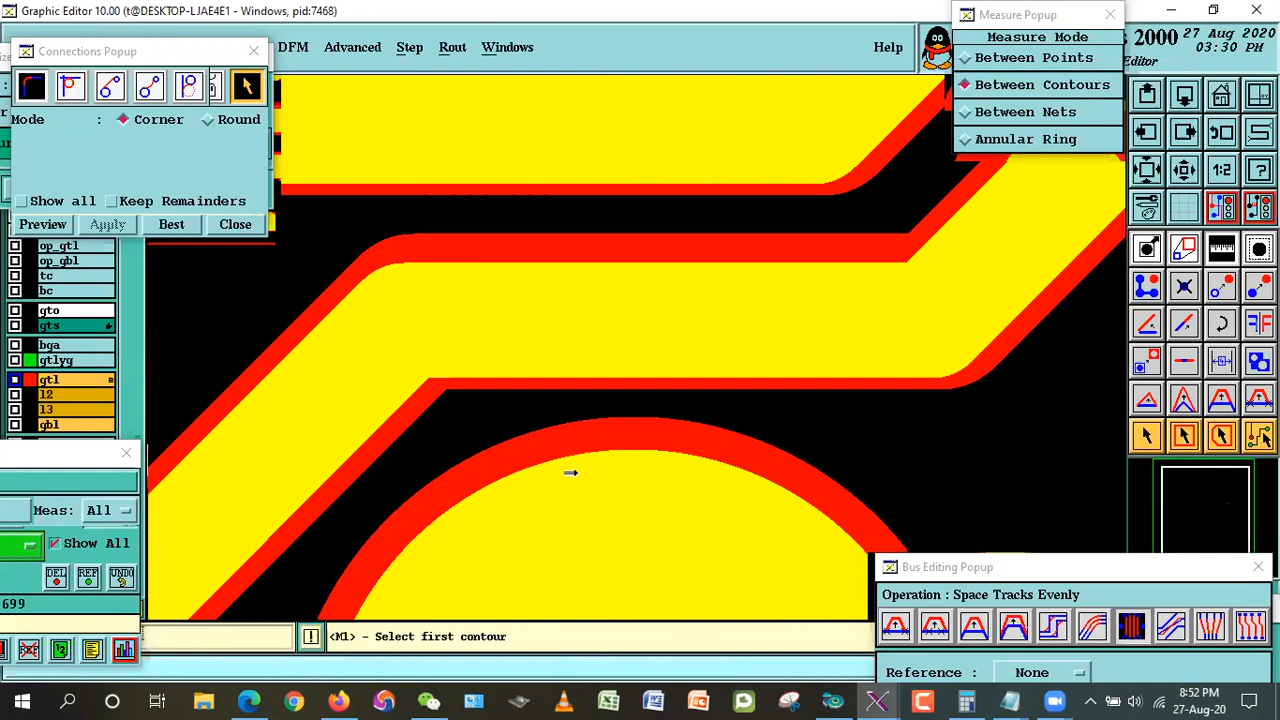 Graphic Editor 10.00 (t@DESKTOP-LJAE4E1 - Windows, pid:7468)
Measure Popup
Connections Popup
DFM Advanced Step Rout Windows Help
2000 27 Aug 2020
03:30 PM
Editor
Measure Mode
Between Points
Between Contours
Between Nets
Annular Ring
1:2
?
Mode : Corner Round
Show all Keep Remainders
Preview Apply Best Close
op_gtl
op_gbl
tc
bc
gto
gts
bga
gtlyg
gtl
l2
l3
gbl
Meas: All
Show All
DEL REF UNDO
699
REF 12
! <M1> - Select first contour
Bus Editing Popup
Operation : Space Tracks Evenly
Reference : None
8:52 PM
27-Aug-20